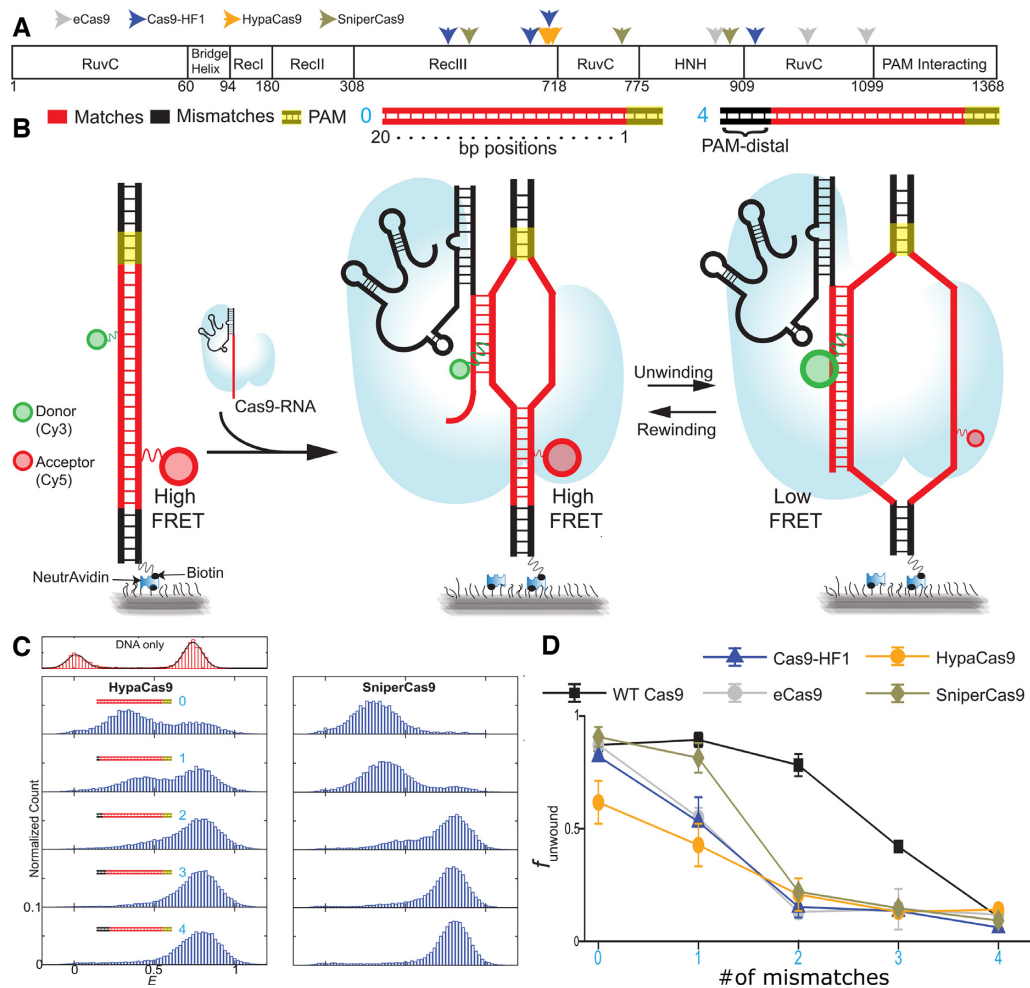 A
eCas9
Cas9-HF1
HypaCas9
SniperCas9
RuvC
Bridge
Helix
RecI
RecII
RecIII
RuvC
HNH
RuvC
PAM Interacting
1
60
94
180
308
718
775
909
1099
1368
B
Matches
Mismatches
PAM
0
20
1
bp positions
4
PAM-distal
Donor
(Cy3)
Acceptor
(Cy5)
High
FRET
Cas9-RNA
High
FRET
Unwinding
Rewinding
Low
FRET
NeutrAvidin
Biotin
C
DNA only
HypaCas9
SniperCas9
0
1
2
3
4
Normalized Count
0.1
0
0
0.5
1
E
D
Cas9-HF1
HypaCas9
WT Cas9
eCas9
SniperCas9
1
0.5
0
funwound
0
1
2
3
4
#of mismatches